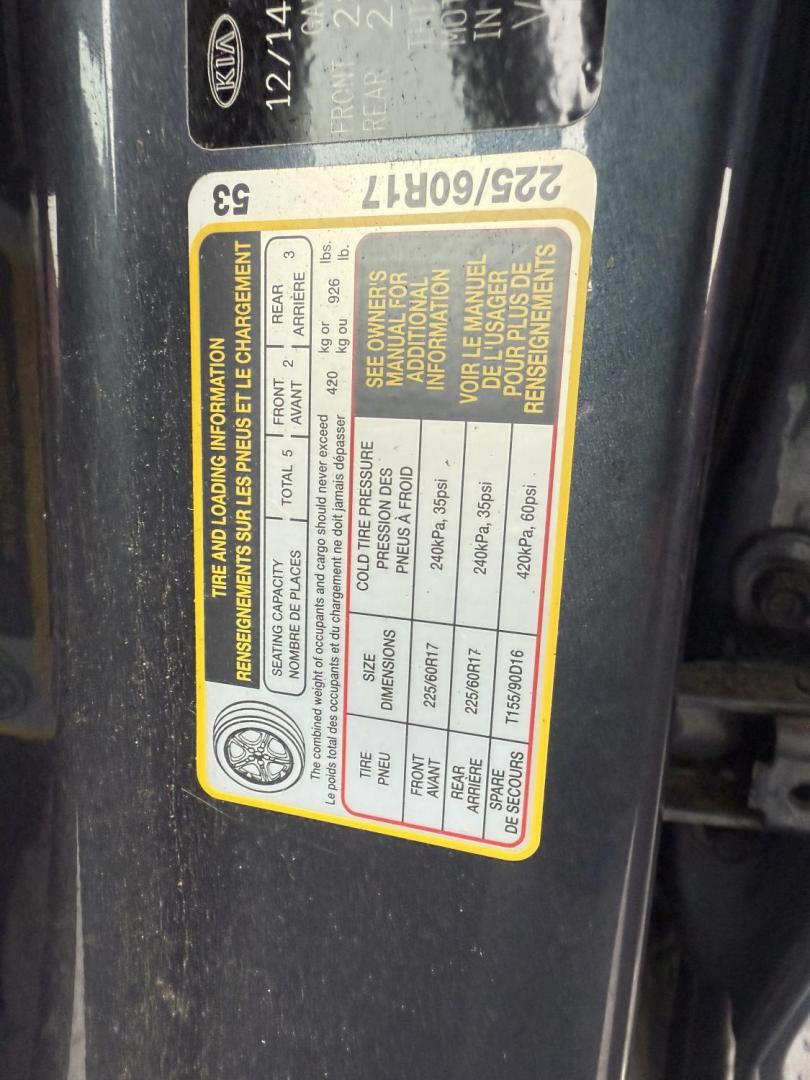 KIA
12/14
FRONT
REAR
IN
53
225/60R17
TIRE AND LOADING INFORMATION
RENSEIGNEMENTS SUR LES PNEUS ET LE CHARGEMENT
SEATING CAPACITY
NOMBRE DE PLACES
TOTAL 5
FRONT
AVANT 2
REAR
ARRIÈRE 3
The combined weight of occupants and cargo should never exceed 420 kg or 926 lbs.
Le poids total des occupants et du chargement ne doit jamais dépasser kg ou lb.
TIRE
PNEU
SIZE
DIMENSIONS
COLD TIRE PRESSURE
PRESSION DES
PNEUS À FROID
FRONT
AVANT
225/60R17
240kPa, 35psi
REAR
ARRIÈRE
225/60R17
240kPa, 35psi
SPARE
DE SECOURS
T155/90D16
420kPa, 60psi
SEE OWNER'S
MANUAL FOR
ADDITIONAL
INFORMATION
VOIR LE MANUEL
DE L'USAGER
POUR PLUS DE
RENSEIGNEMENTS